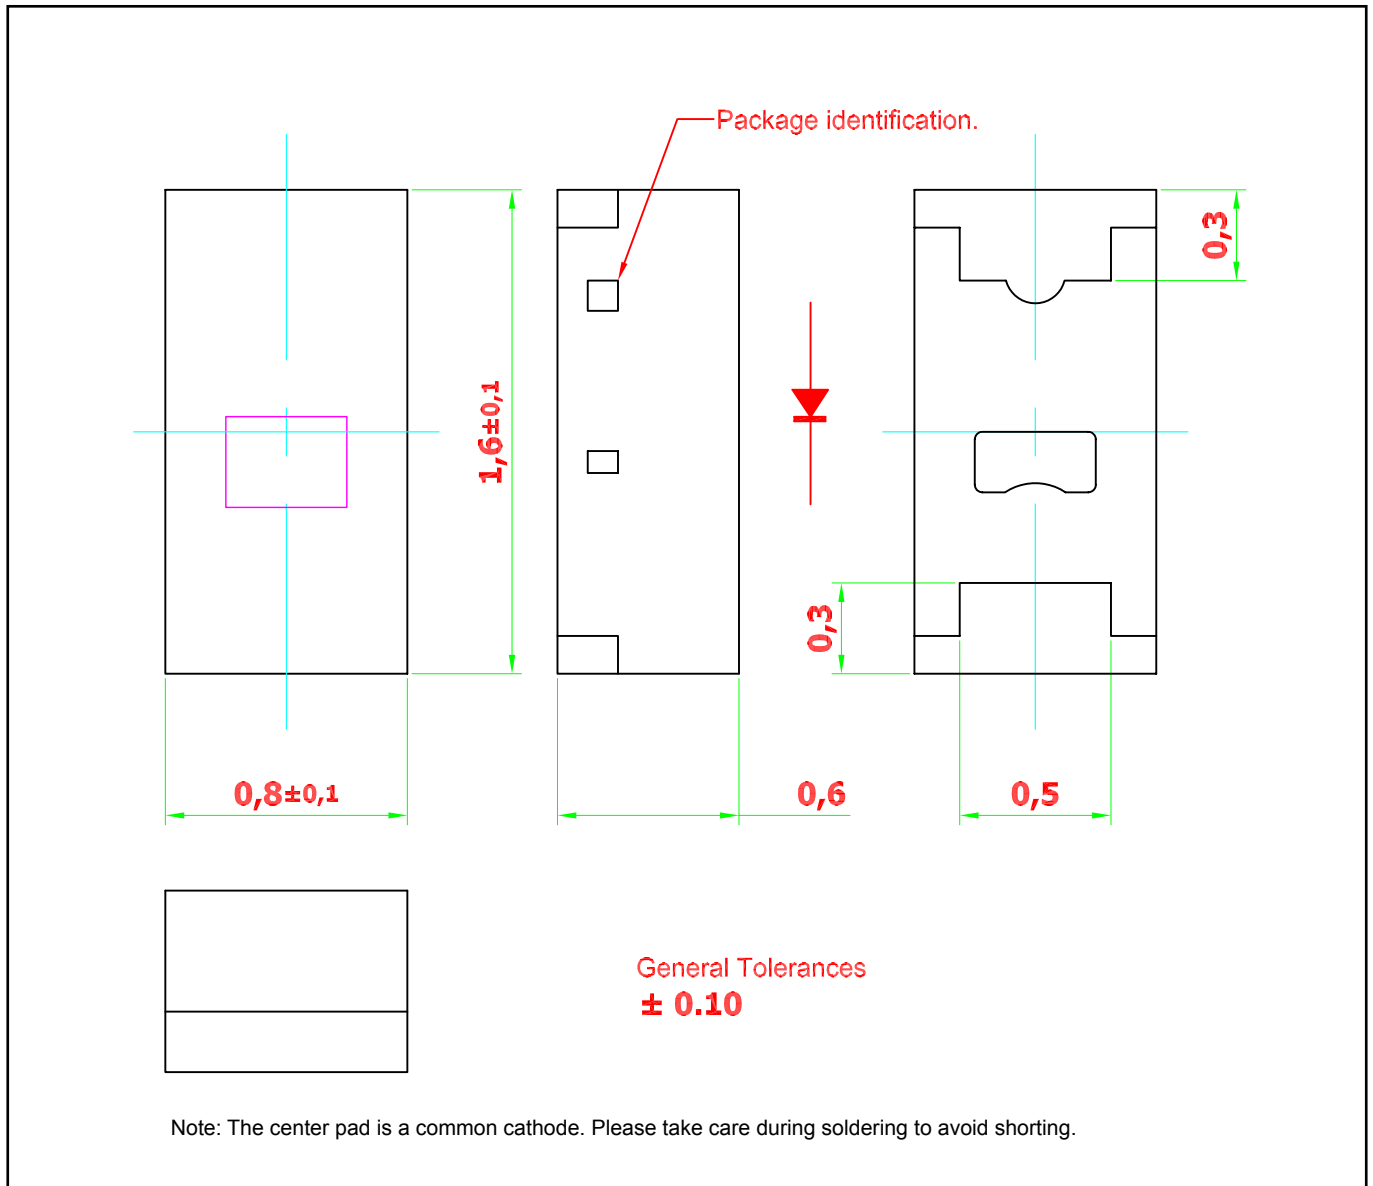 Package identification.
0,3
1,6±0,1
0,3
0,8±0,1
0,6
0,5
General Tolerances
± 0.10
Note: The center pad is a common cathode. Please take care during soldering to avoid shorting.